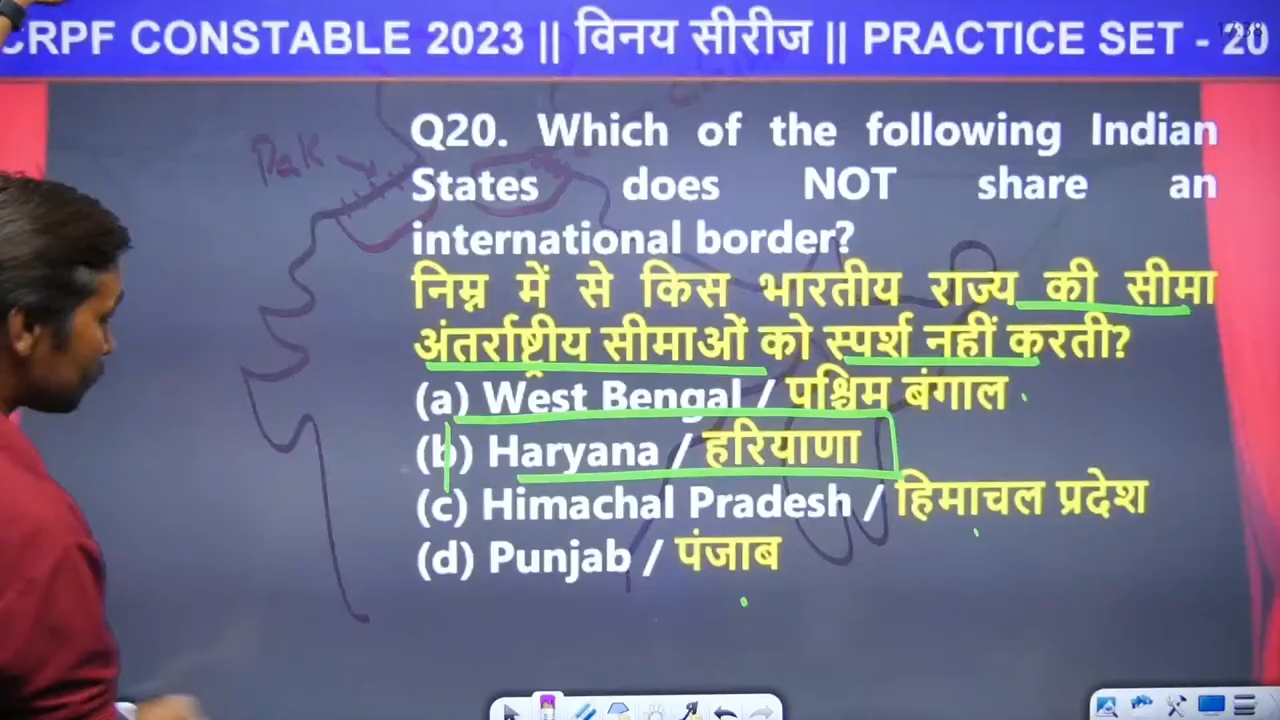 CRPF CONSTABLE 2023 || विनय सीरीज || PRACTICE SET - 20
Pak
Q20. Which of the following Indian
States does NOT share an
international border?
निम्न में से किस भारतीय राज्य की सीमा
अंतर्राष्ट्रीय सीमाओं को स्पर्श नहीं करती?
(a) West Bengal / पश्चिम बंगाल
(b) Haryana / हरियाणा
(c) Himachal Pradesh / हिमाचल प्रदेश
(d) Punjab / पंजाब